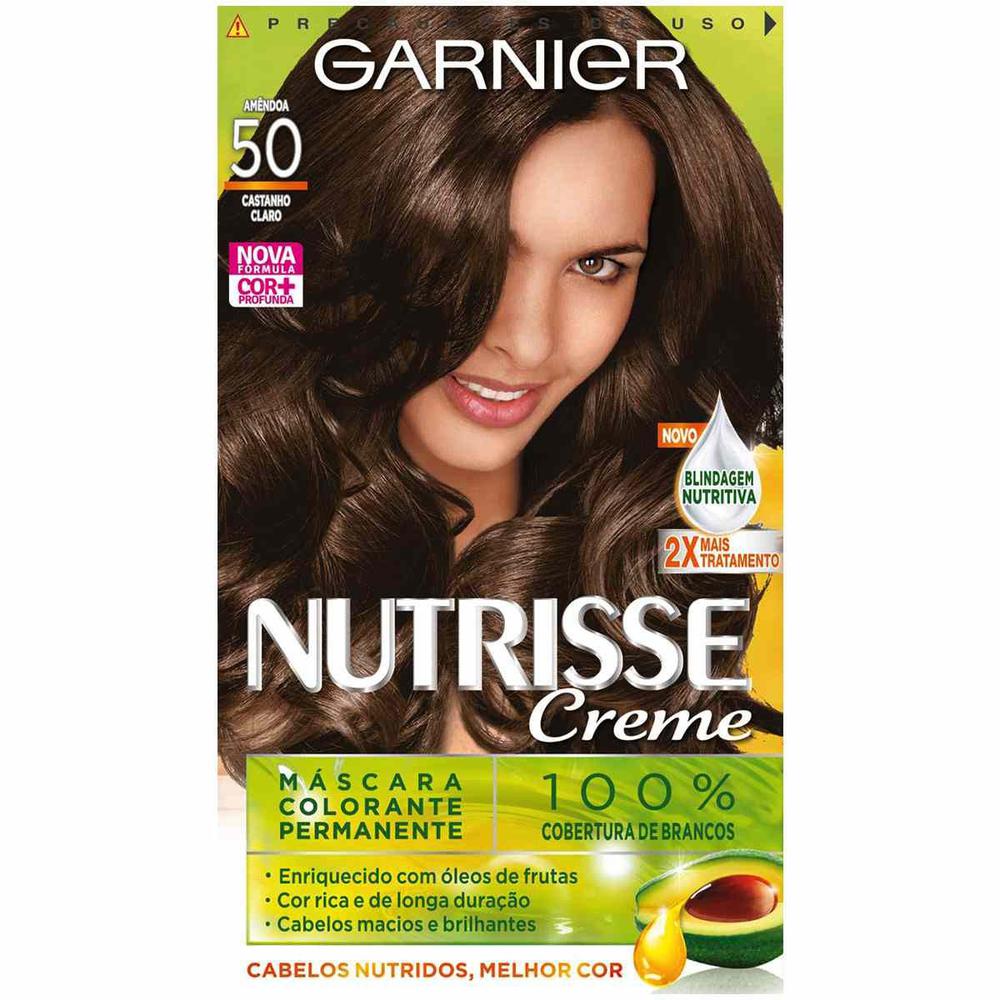 PRECAUÇÕES DE USO
GARNIER
AMÊNDOA
50
CASTANHO
CLARO
NOVA
FÓRMULA
COR+
PROFUNDA
NOVO
BLINDAGEM
NUTRITIVA
2X MAIS
TRATAMENTO
NUTRISSE
Creme
MÁSCARA
COLORANTE
PERMANENTE
100%
COBERTURA DE BRANCOS
• Enriquecido com óleos de frutas
• Cor rica e de longa duração
• Cabelos macios e brilhantes
CABELOS NUTRIDOS, MELHOR COR